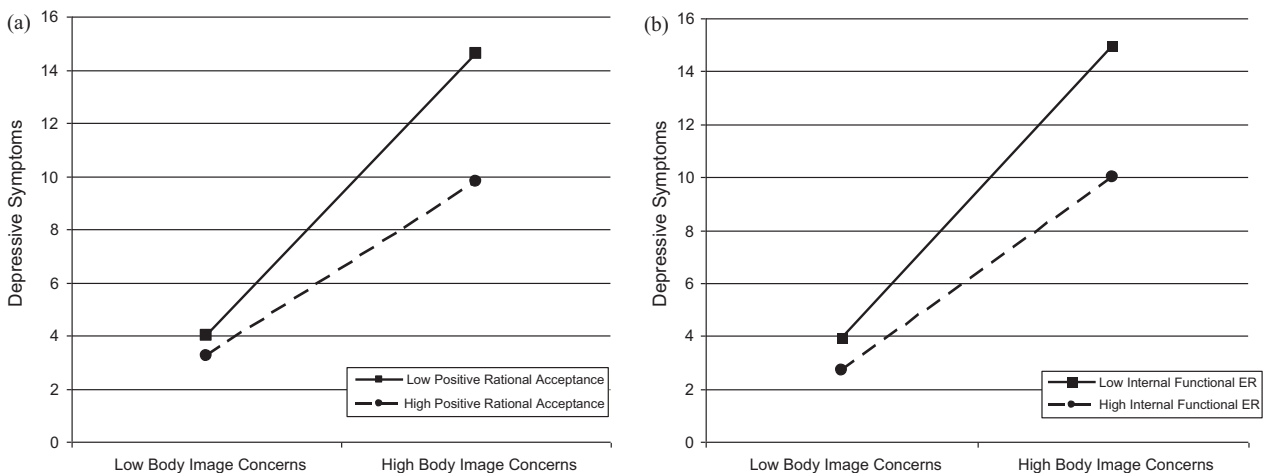 (a)
16
14
12
10
8
6
4
2
0
Depressive Symptoms
Low Positive Rational Acceptance
High Positive Rational Acceptance
Low Body Image Concerns
High Body Image Concerns
(b)
16
14
12
10
8
6
4
2
0
Depressive Symptoms
Low Internal Functional ER
High Internal Functional ER
Low Body Image Concerns
High Body Image Concerns